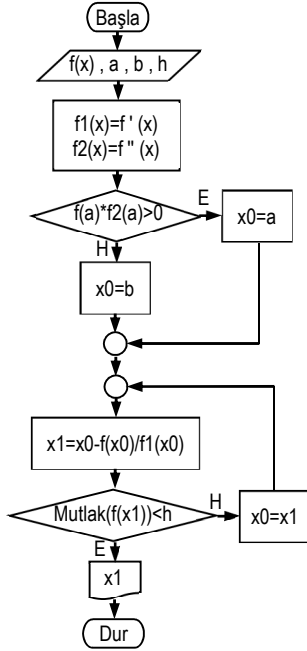 Başla
f(x) , a , b , h
f1(x)=f ' (x)
f2(x)=f " (x)
f(a)*f2(a)>0
E
x0=a
H
x0=b
x1=x0-f(x0)/f1(x0)
Mutlak(f(x1))<h
H
x0=x1
E
x1
Dur